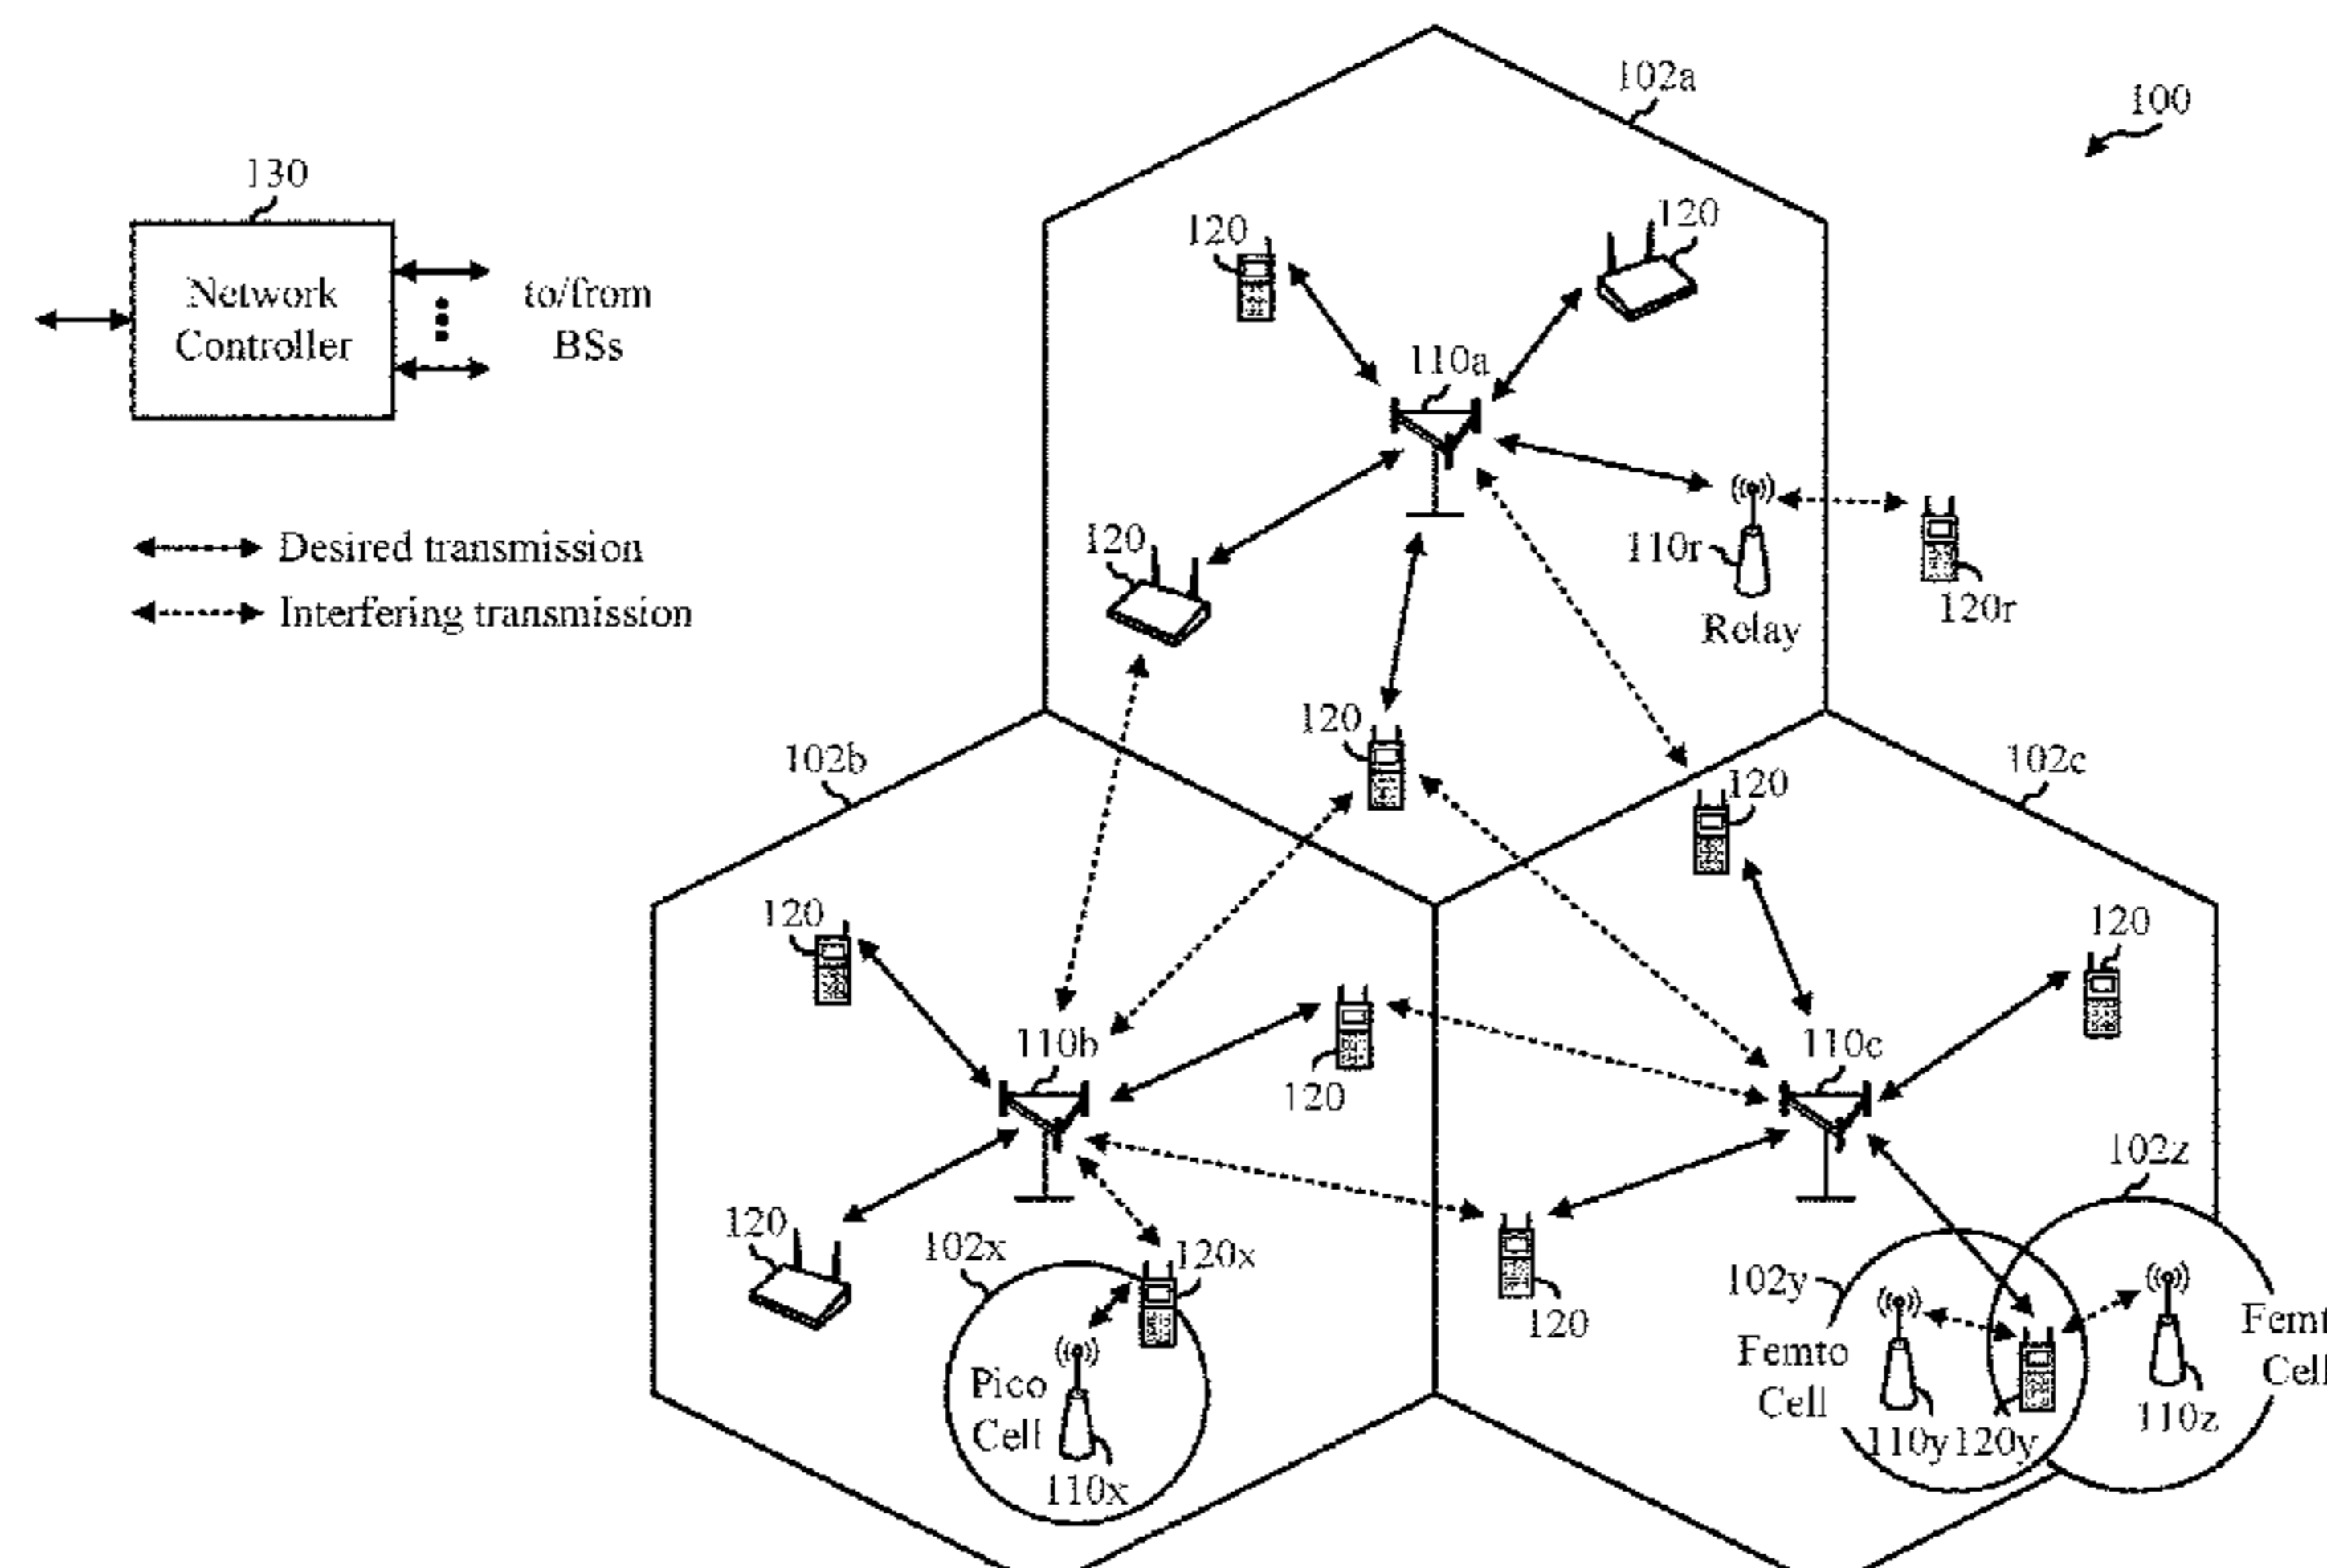 102a
100
130
120
120
Network
Controller
to/from
BSs
110a
Desired transmission
Interfering transmission
120
110r
Relay
120r
120
102b
120
102c
120
120
110b
120
110c
120
102x
120x
102z
102y
120
Pico
Cell
110x
Femto
Cell
110y
120y
110z
Femt
Cell